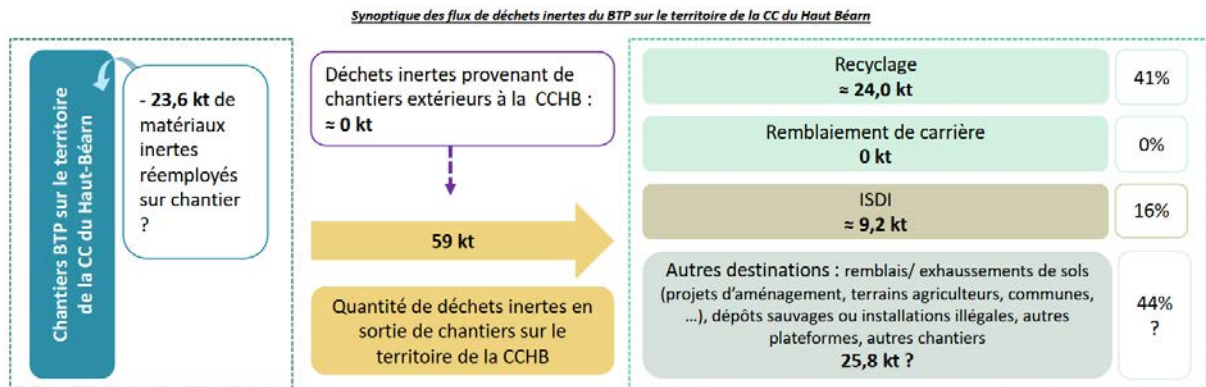 Synoptique des flux de déchets inertes du BTP sur le territoire de la CC du Haut Béarn
Chantiers BTP sur le territoire
de la CC du Haut-Béarn
- 23,6 kt de
matériaux
inertes
réemployés
sur chantier
?
Déchets inertes provenant de
chantiers extérieurs à la CCHB :
≈ 0 kt
59 kt
Quantité de déchets inertes en
sortie de chantiers sur le
territoire de la CCHB
Recyclage
≈ 24,0 kt
41%
Remblaiement de carrière
0 kt
0%
ISDI
≈ 9,2 kt
16%
Autres destinations : remblais/ exhaussements de sols
(projets d'aménagement, terrains agriculteurs, communes,
...), dépôts sauvages ou installations illégales, autres
plateformes, autres chantiers
25,8 kt ?
44%
?